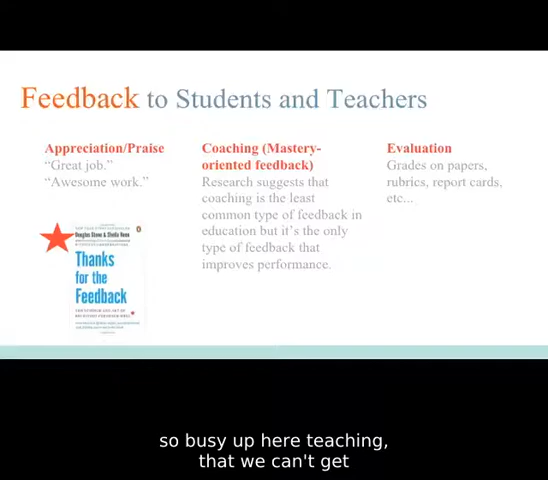 Feedback to Students and Teachers
Appreciation/Praise
“Great job.”
“Awesome work.”
Coaching (Mastery-
oriented feedback)
Research suggests that
coaching is the least
common type of feedback in
education but it’s the only
type of feedback that
improves performance.
Evaluation
Grades on papers,
rubrics, report cards,
etc...
Douglas Stone & Sheila Heen
Thanks
for the
Feedback
so busy up here teaching,
that we can't get